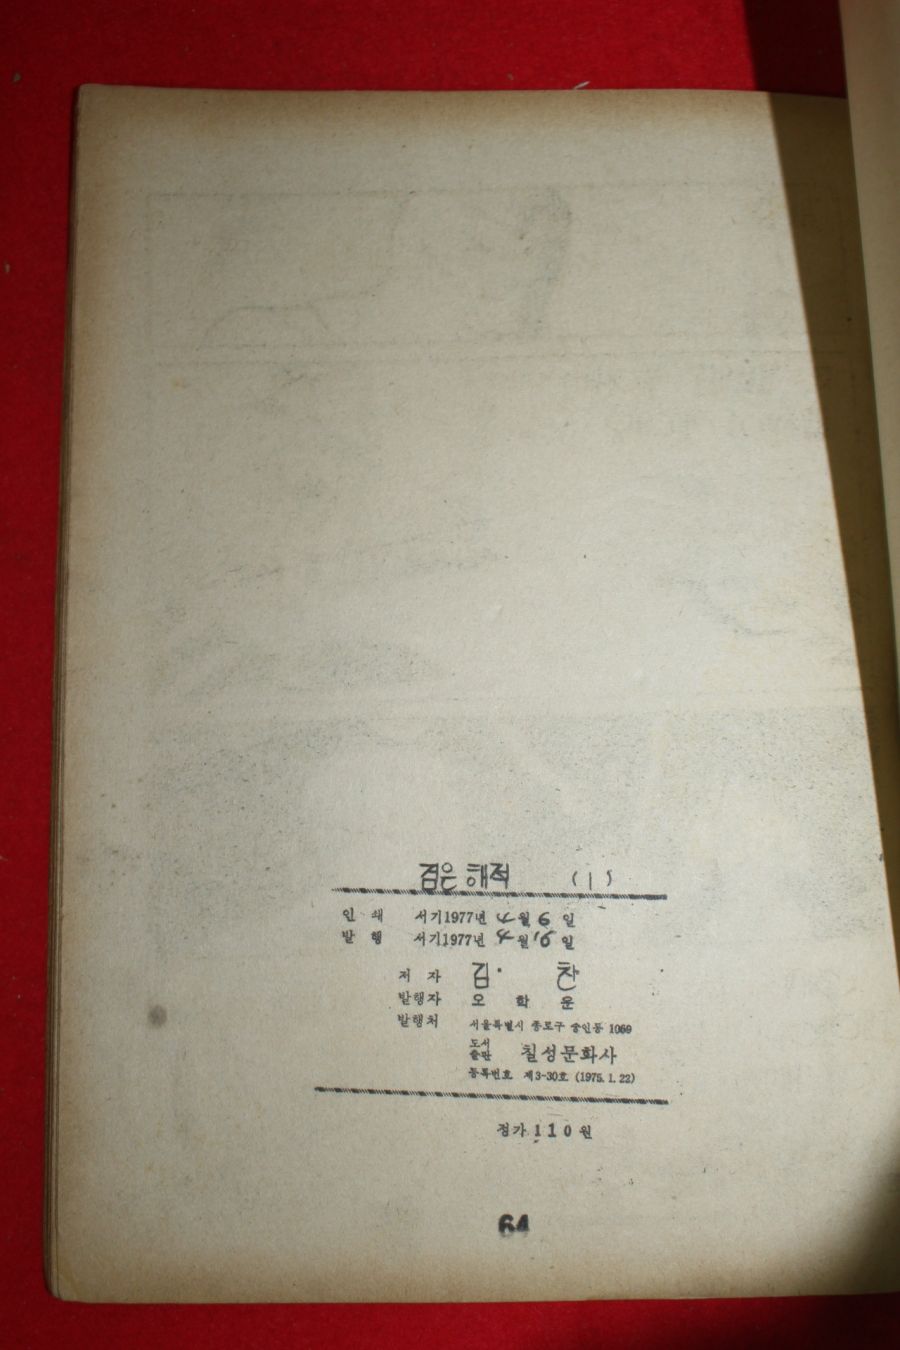 검은 해적 (1)
인쇄 서기1977년 4월 6일
발행 서기1977년 4월 16일
저자 김·찬
발행자 오학운
발행처 서울특별시 종로구 숭인동 1069
도서출판 칠성문화사
등록번호 제3-30호 (1975. 1. 22)
정가 110원
64